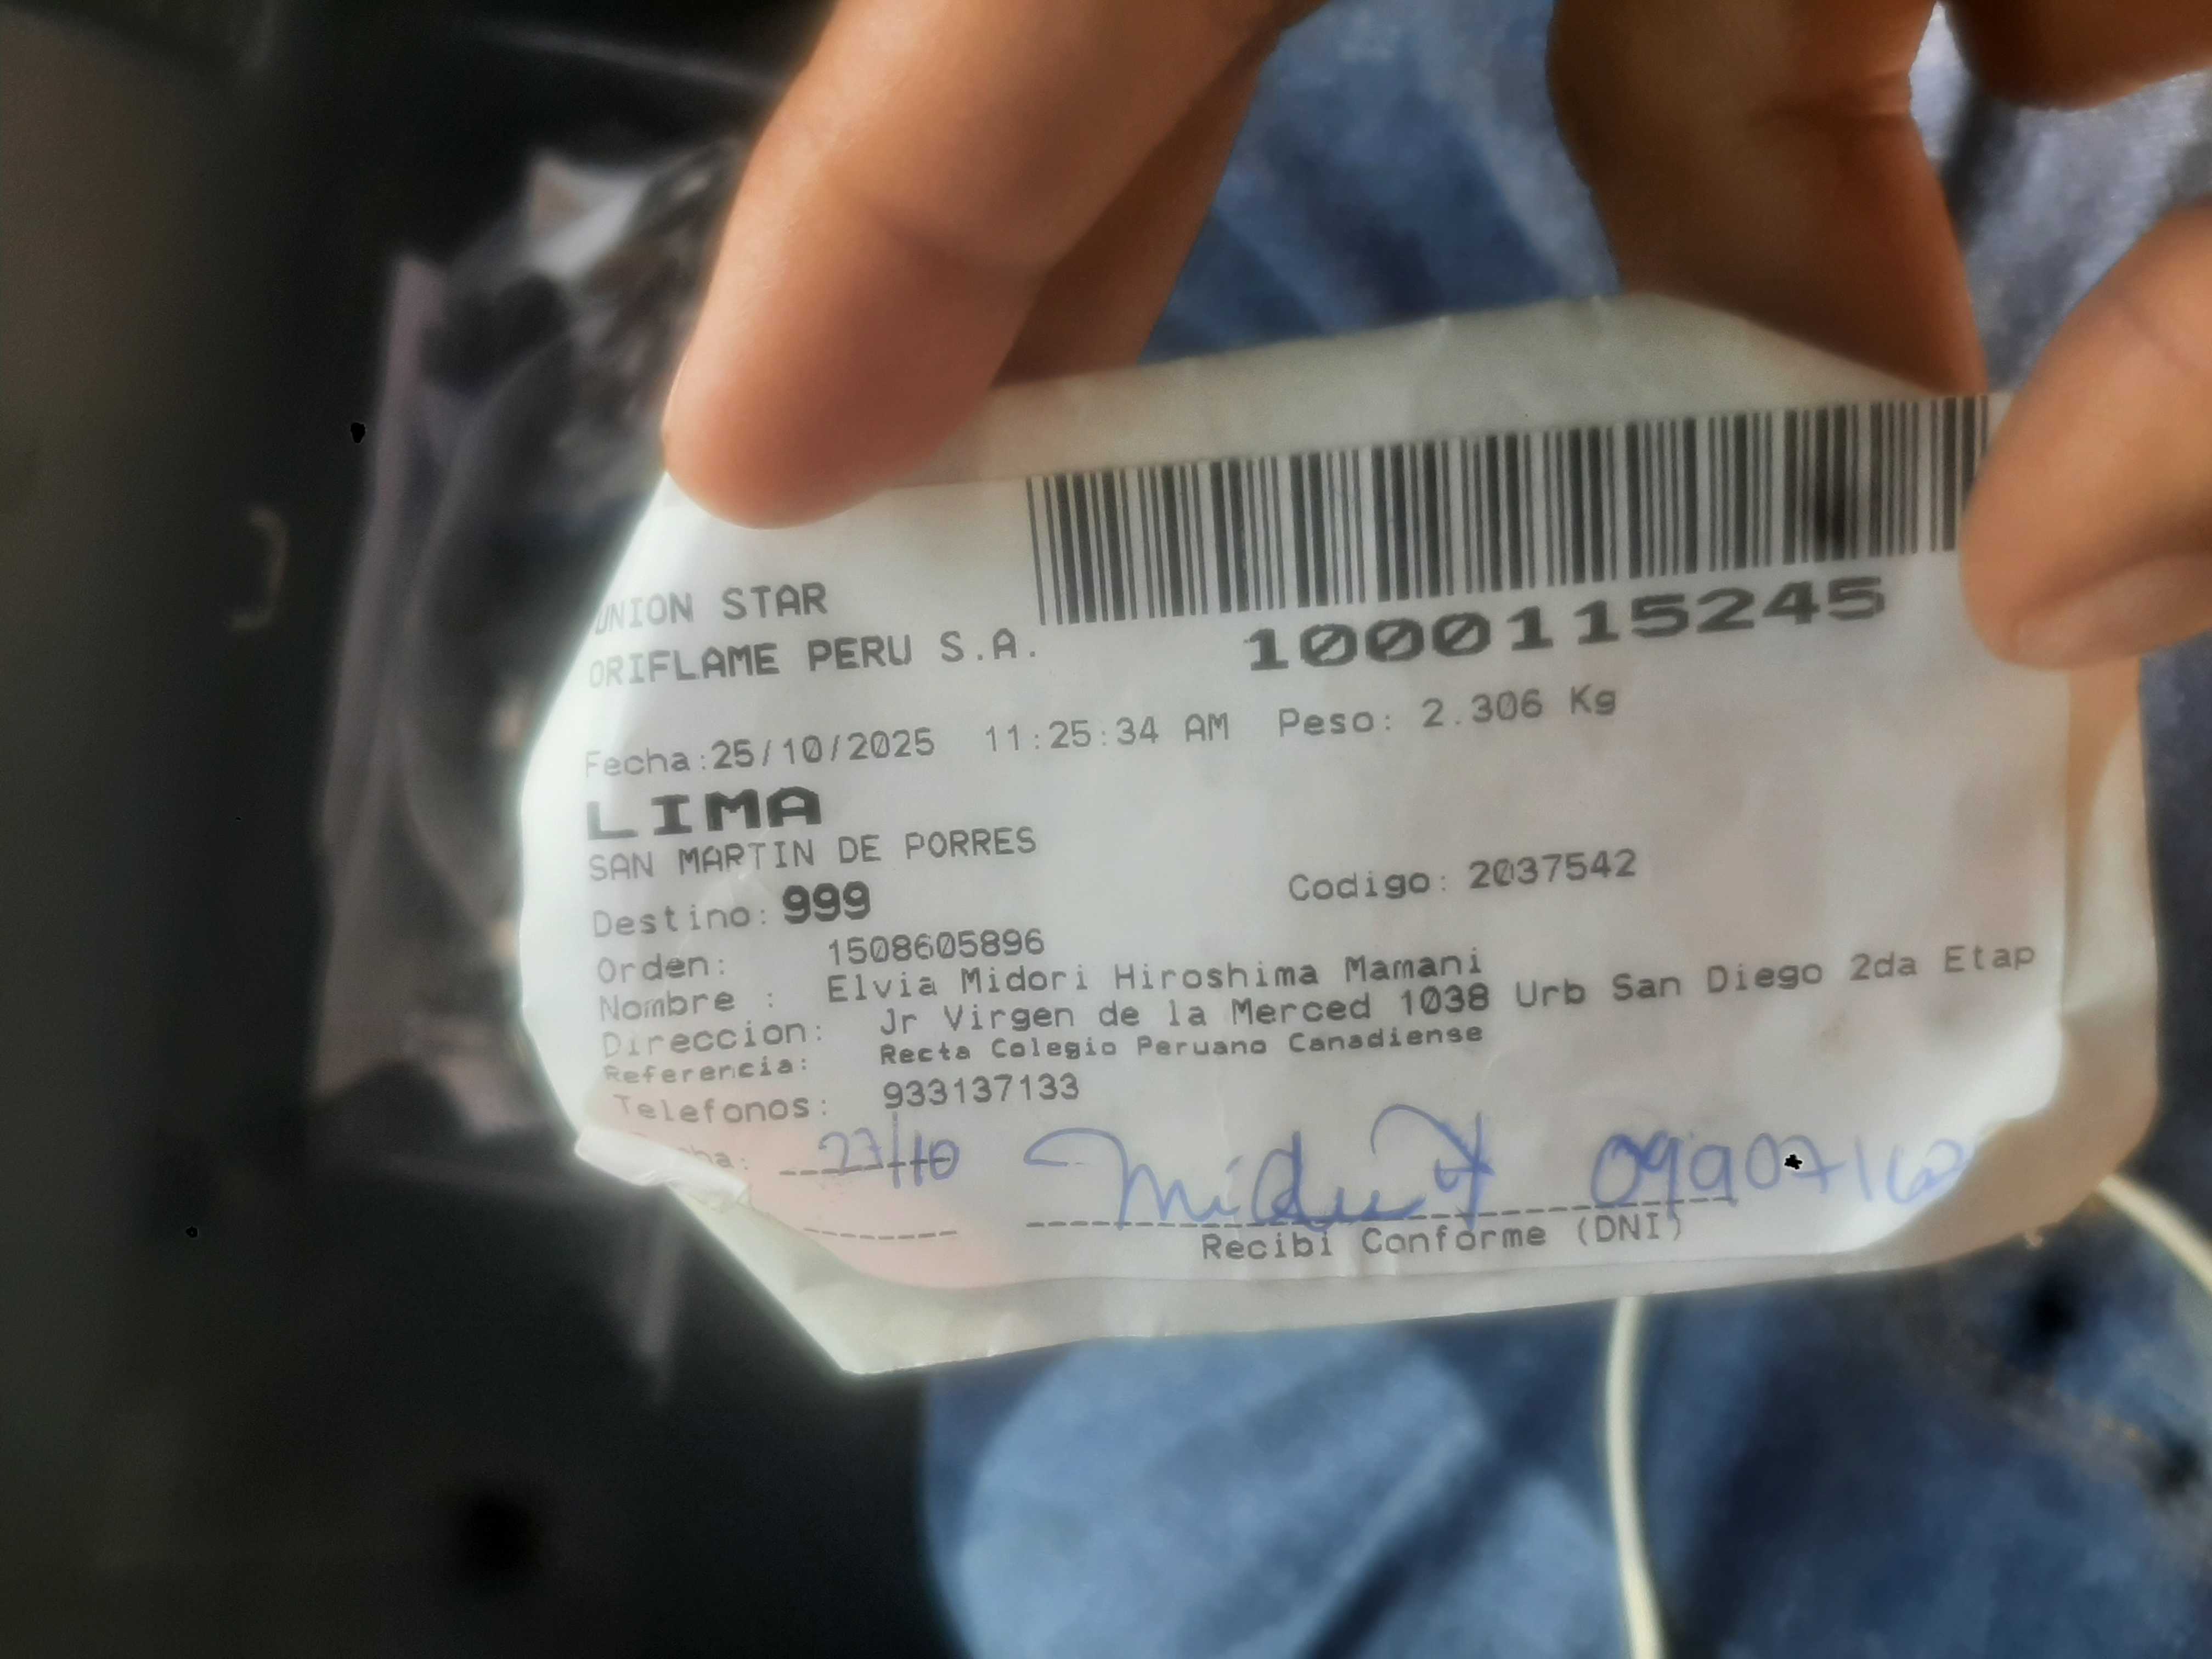 UNION STAR
ORIFLAME PERU S.A.
1000115245
Fecha:25/10/2025 11:25:34 AM Peso: 2.306 Kg
LIMA
SAN MARTIN DE PORRES
Destino: 999 Codigo: 2037542
Orden: 1508605896
Nombre : Elvia Midori Hiroshima Mamani
Direccion: Jr Virgen de la Merced 1038 Urb San Diego 2da Etap
Referencia: Recta Colegio Peruano Canadiense
Telefonos: 933137133
27/10
Recibi Conforme (DNI)